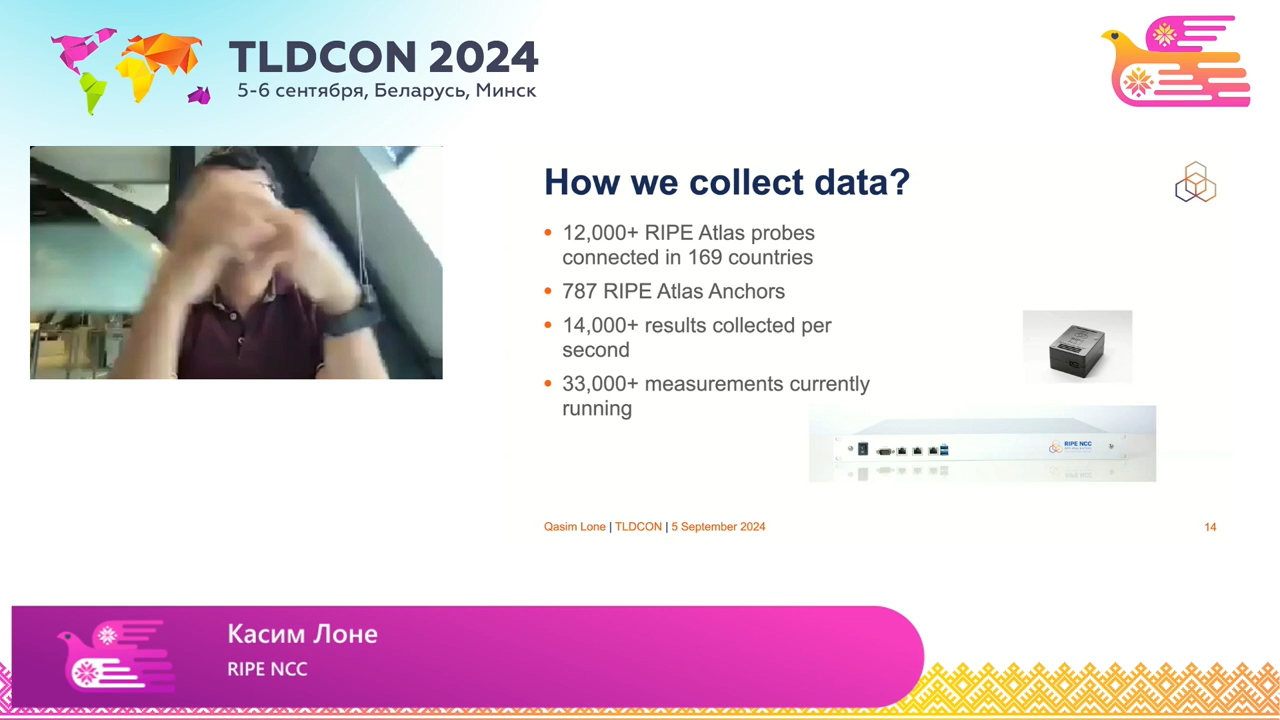 TLDCON 2024
5-6 сентября, Беларусь, Минск
How we collect data?
• 12,000+ RIPE Atlas probes
connected in 169 countries
• 787 RIPE Atlas Anchors
• 14,000+ results collected per
second
• 33,000+ measurements currently
running
RIPE NCC
Qasim Lone | TLDCON | 5 September 2024
14
Касим Лоне
RIPE NCC